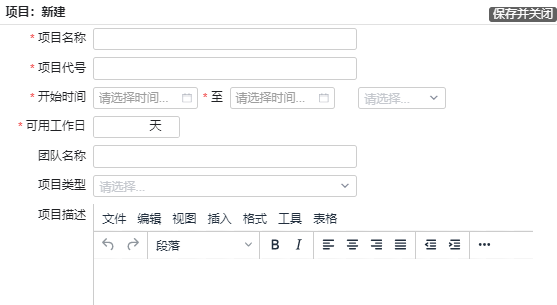 项目：新建 保存并关闭
* 项目名称
* 项目代号
* 开始时间 请选择时间... * 至 请选择时间... 请选择...
* 可用工作日 天
团队名称
项目类型 请选择...
项目描述 文件 编辑 视图 插入 格式 工具 表格
段落 B I ...